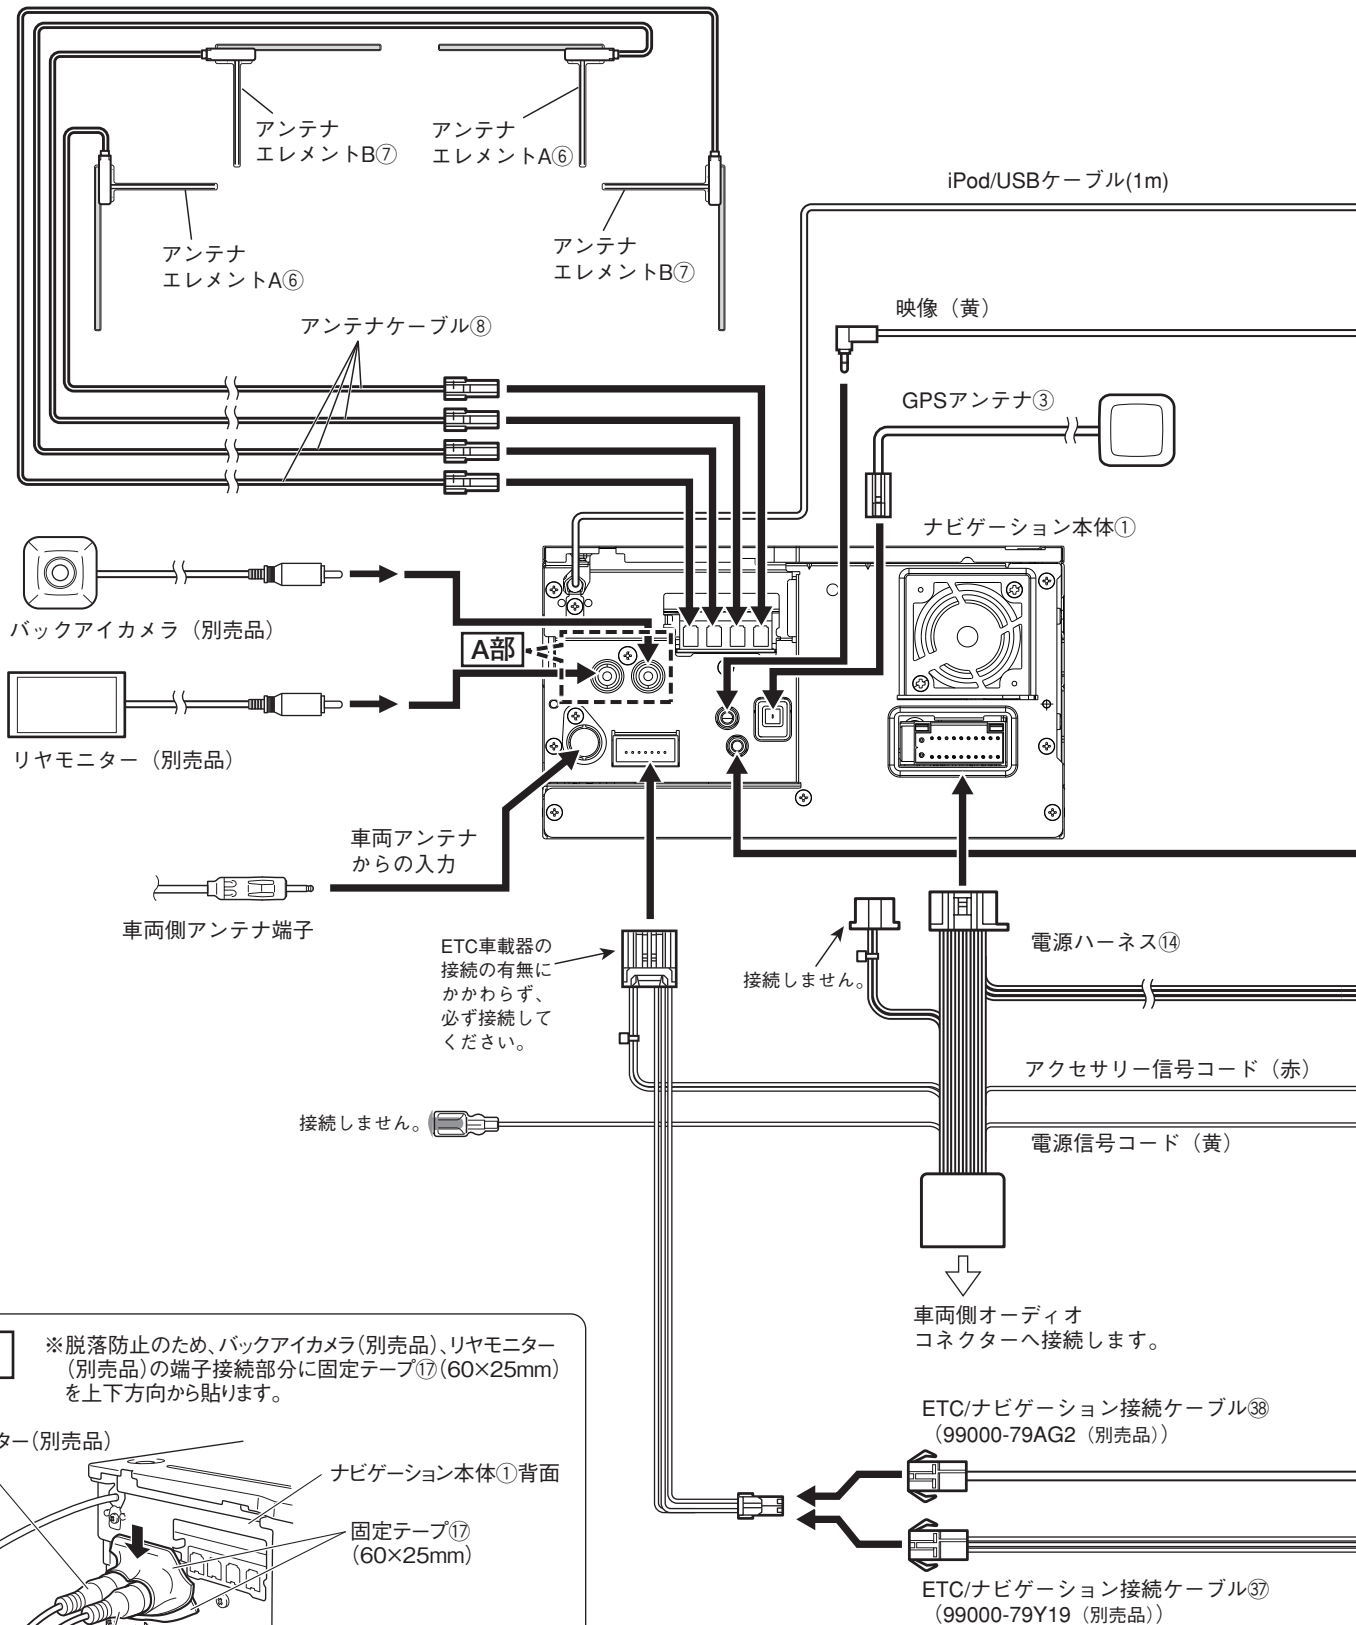 アンテナ
エレメントB⑦
アンテナ
エレメントA⑥
アンテナ
エレメントA⑥
アンテナ
エレメントB⑦
iPod/USBケーブル(1m)
アンテナケーブル⑧
映像（黄）
GPSアンテナ③
ナビゲーション本体①
バックアイカメラ（別売品）
A部
リヤモニター（別売品）
車両アンテナ
からの入力
車両側アンテナ端子
ETC車載器の
接続の有無に
かかわらず、
必ず接続して
ください。
接続しません。
電源ハーネス⑭
アクセサリー信号コード（赤）
接続しません。
電源信号コード（黄）
車両側オーディオ
コネクターへ接続します。
※脱落防止のため、バックアイカメラ（別売品）、リヤモニター
（別売品）の端子接続部分に固定テープ⑰（60×25mm）
を上下方向から貼ります。
ター（別売品）
ナビゲーション本体①背面
固定テープ⑰
（60×25mm）
ETC/ナビゲーション接続ケーブル㊳
（99000-79AG2（別売品））
ETC/ナビゲーション接続ケーブル㊲
（99000-79Y19（別売品））